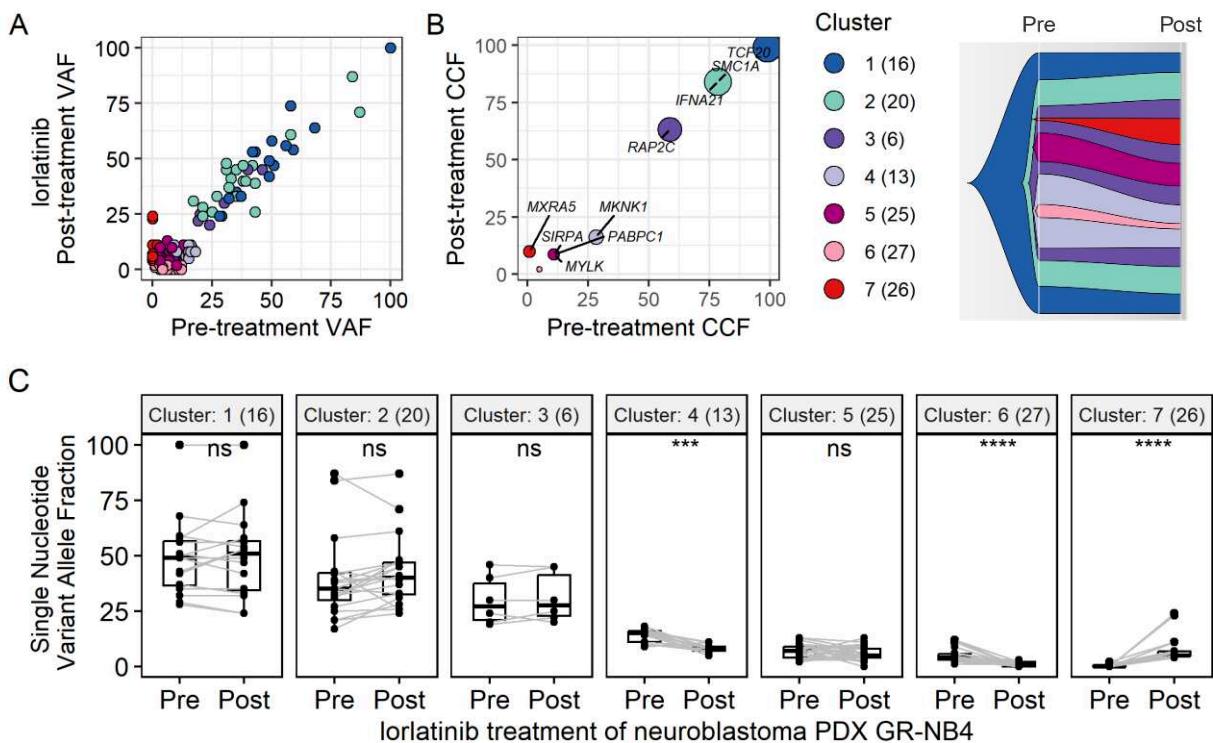 A
lorlatinib
Post-treatment VAF
100
75
50
25
0
0 25 50 75 100
Pre-treatment VAF
B
Post-treatment CCF
100
75
50
25
0
TCF20
SMC1A
IFNA21
RAP2C
MXRA5
MKNK1
SIRPA
PABPC1
MYLK
0 25 50 75 100
Pre-treatment CCF
Cluster
1 (16)
2 (20)
3 (6)
4 (13)
5 (25)
6 (27)
7 (26)
Pre Post
C
Cluster: 1 (16) Cluster: 2 (20) Cluster: 3 (6) Cluster: 4 (13) Cluster: 5 (25) Cluster: 6 (27) Cluster: 7 (26)
ns ns ns *** ns **** ****
Single Nucleotide
Variant Allele Fraction
100
75
50
25
0
Pre Post Pre Post Pre Post Pre Post Pre Post Pre Post Pre Post
lorlatinib treatment of neuroblastoma PDX GR-NB4